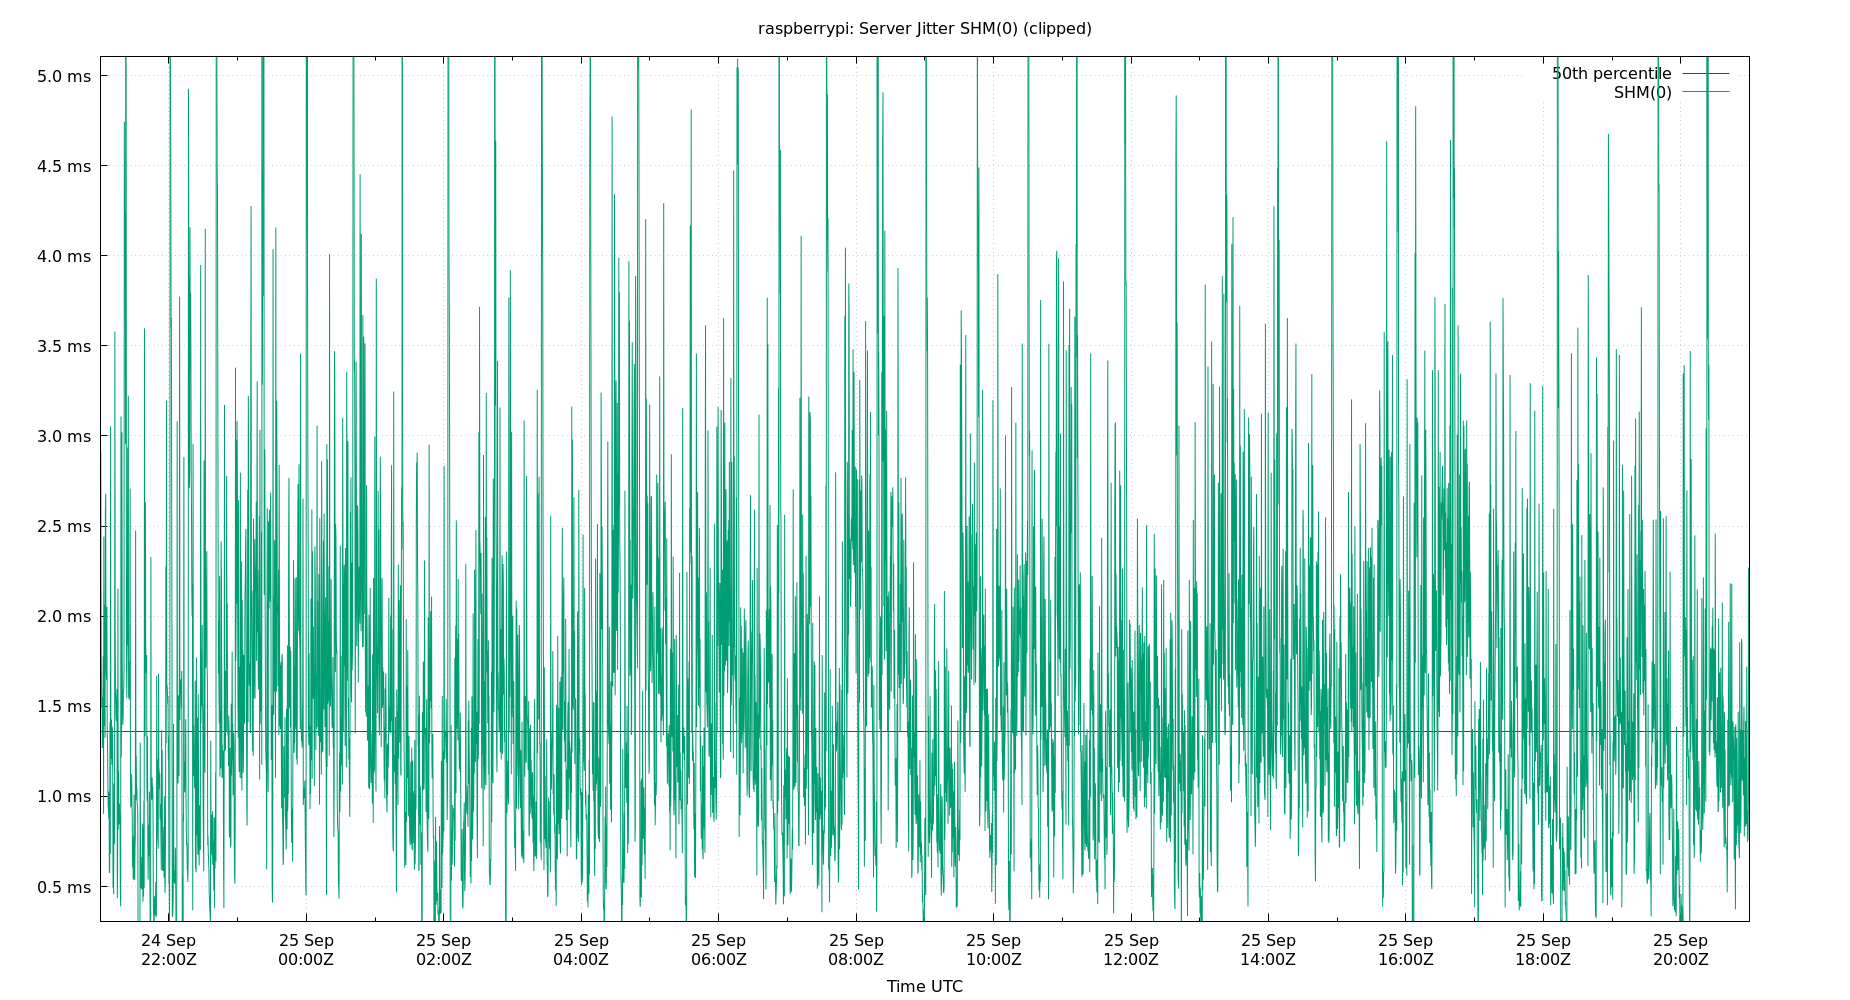 raspberrypi: Server Jitter SHM(0) (clipped)
50th percentile
SHM(0)
5.0 ms
4.5 ms
4.0 ms
3.5 ms
3.0 ms
2.5 ms
2.0 ms
1.5 ms
1.0 ms
0.5 ms
24 Sep 25 Sep 25 Sep 25 Sep 25 Sep 25 Sep 25 Sep 25 Sep 25 Sep 25 Sep 25 Sep 25 Sep
22:00Z 00:00Z 02:00Z 04:00Z 06:00Z 08:00Z 10:00Z 12:00Z 14:00Z 16:00Z 18:00Z 20:00Z
Time UTC